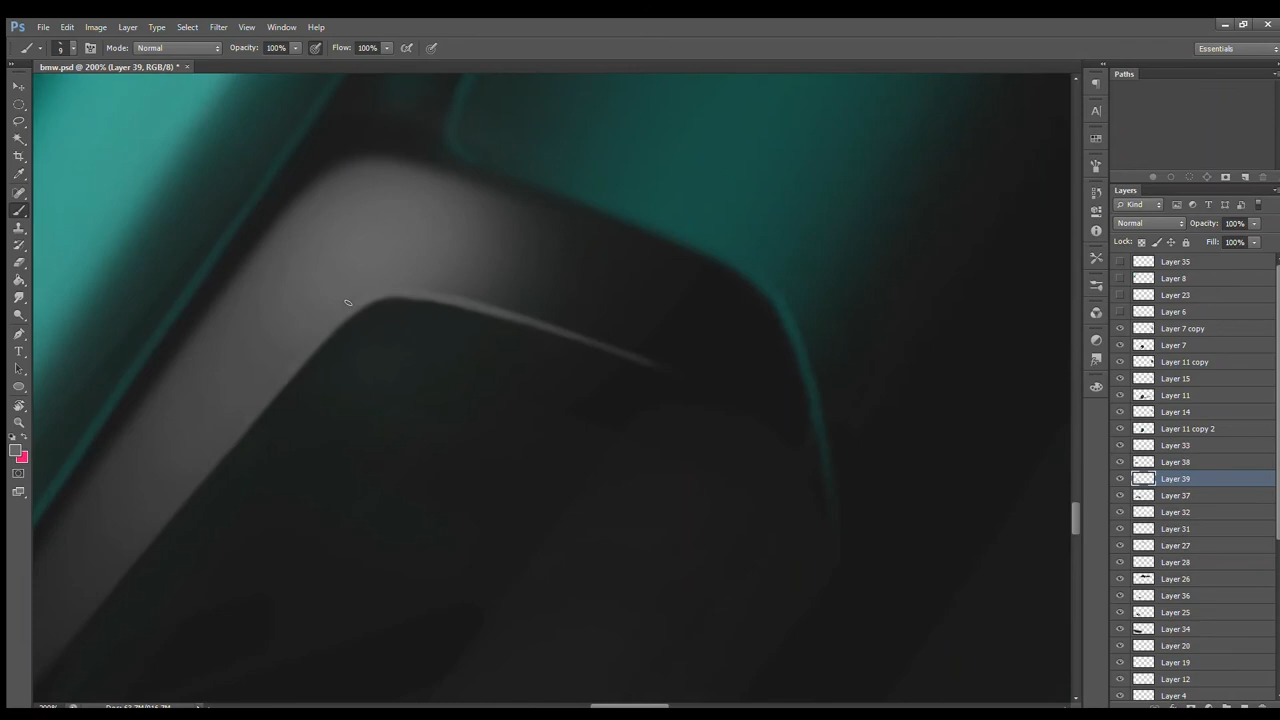 Ps File Edit Image Layer Type Select Filter View Window Help
9 Mode: Normal Opacity: 100% Flow: 100% Essentials
bmw.psd @ 200% (Layer 39, RGB/8) * ×
Paths
Layers
Kind
Normal Opacity: 100%
Lock: Fill: 100%
Layer 35
Layer 8
Layer 23
Layer 6
Layer 7 copy
Layer 7
Layer 11 copy
Layer 15
Layer 11
Layer 14
Layer 11 copy 2
Layer 33
Layer 38
Layer 39
Layer 37
Layer 32
Layer 31
Layer 27
Layer 28
Layer 26
Layer 36
Layer 25
Layer 34
Layer 20
Layer 19
Layer 12
Layer 4